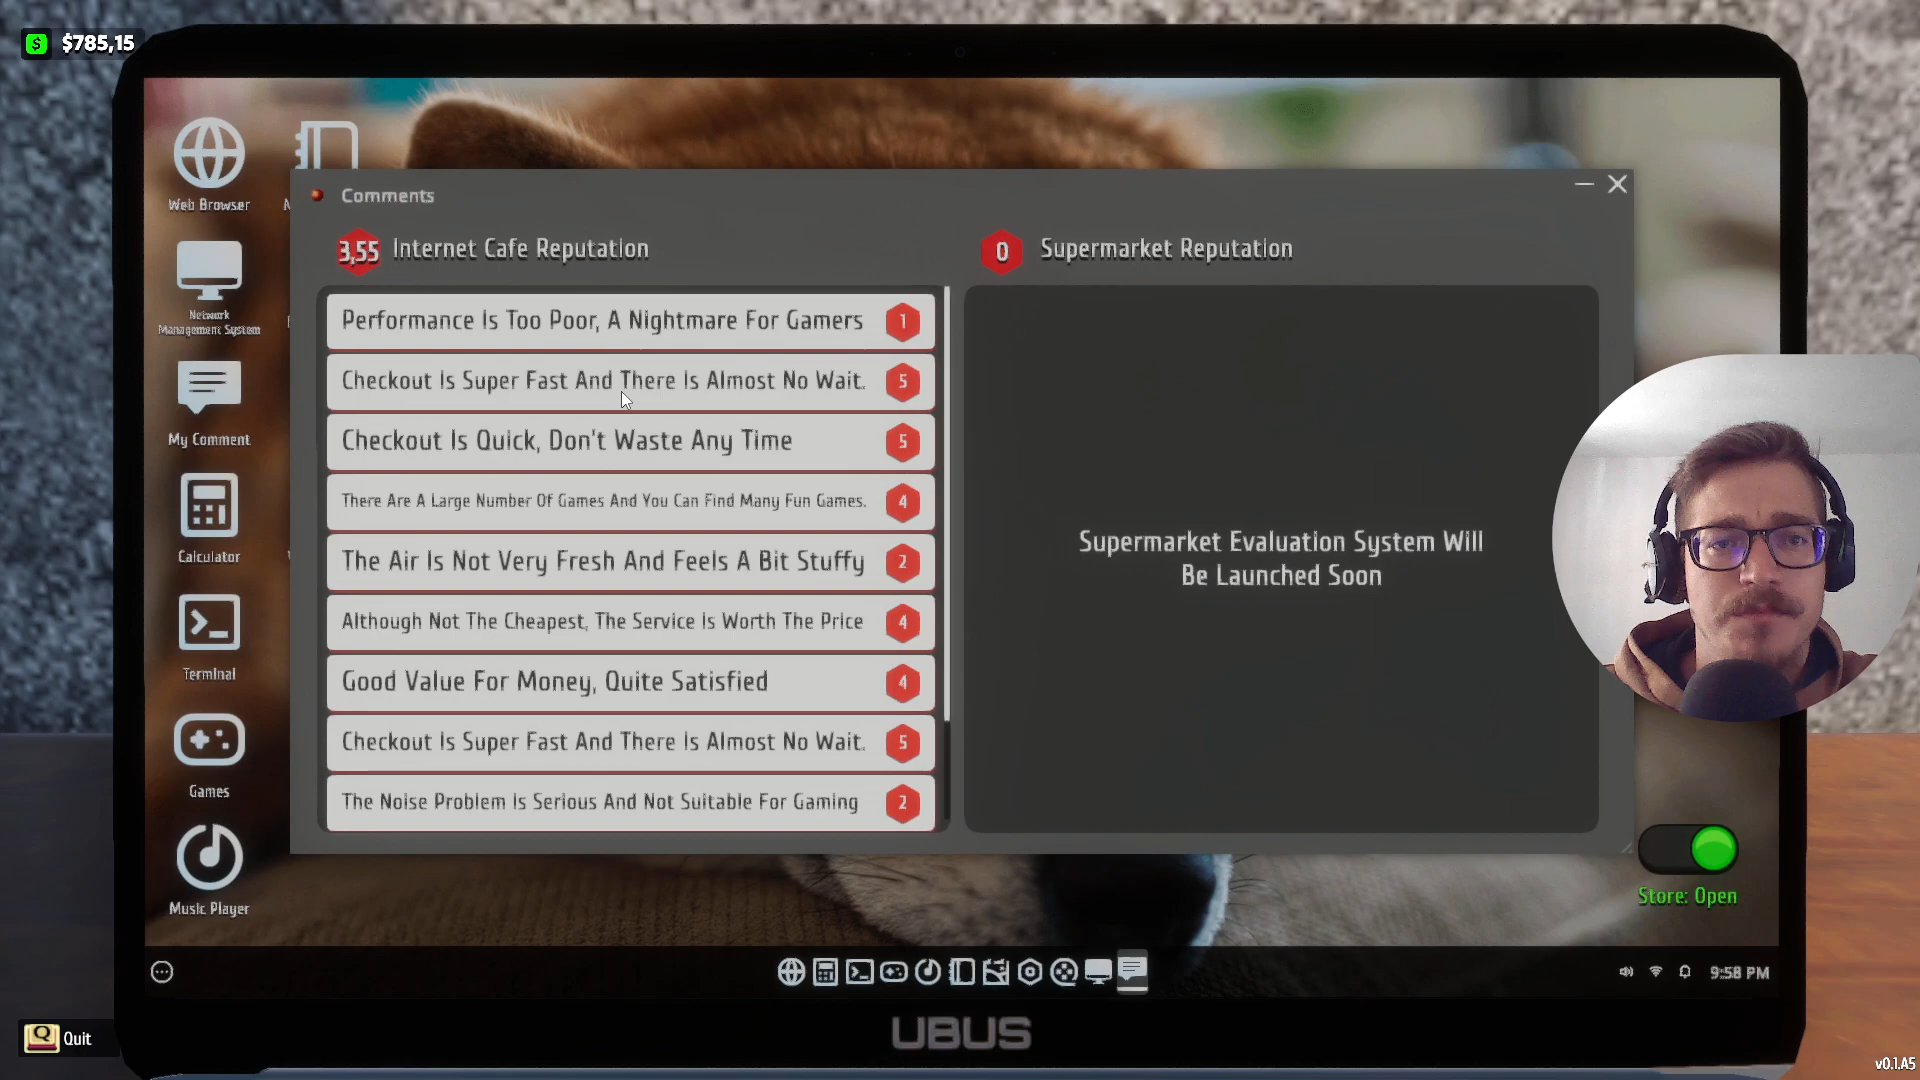 $785,15
Web Browser
Network
Management System
My Comment
Calculator
Terminal
Games
Music Player
Comments
3,55 Internet Cafe Reputation
Performance Is Too Poor, A Nightmare For Gamers 1
Checkout Is Super Fast And There Is Almost No Wait. 5
Checkout Is Quick, Don't Waste Any Time 5
There Are A Large Number Of Games And You Can Find Many Fun Games. 4
The Air Is Not Very Fresh And Feels A Bit Stuffy 2
Although Not The Cheapest, The Service Is Worth The Price 4
Good Value For Money, Quite Satisfied 4
Checkout Is Super Fast And There Is Almost No Wait. 5
The Noise Problem Is Serious And Not Suitable For Gaming 2
0 Supermarket Reputation
Supermarket Evaluation System Will
Be Launched Soon
Store: Open
9:58 PM
UBUS
Q Quit
v0.1.A5